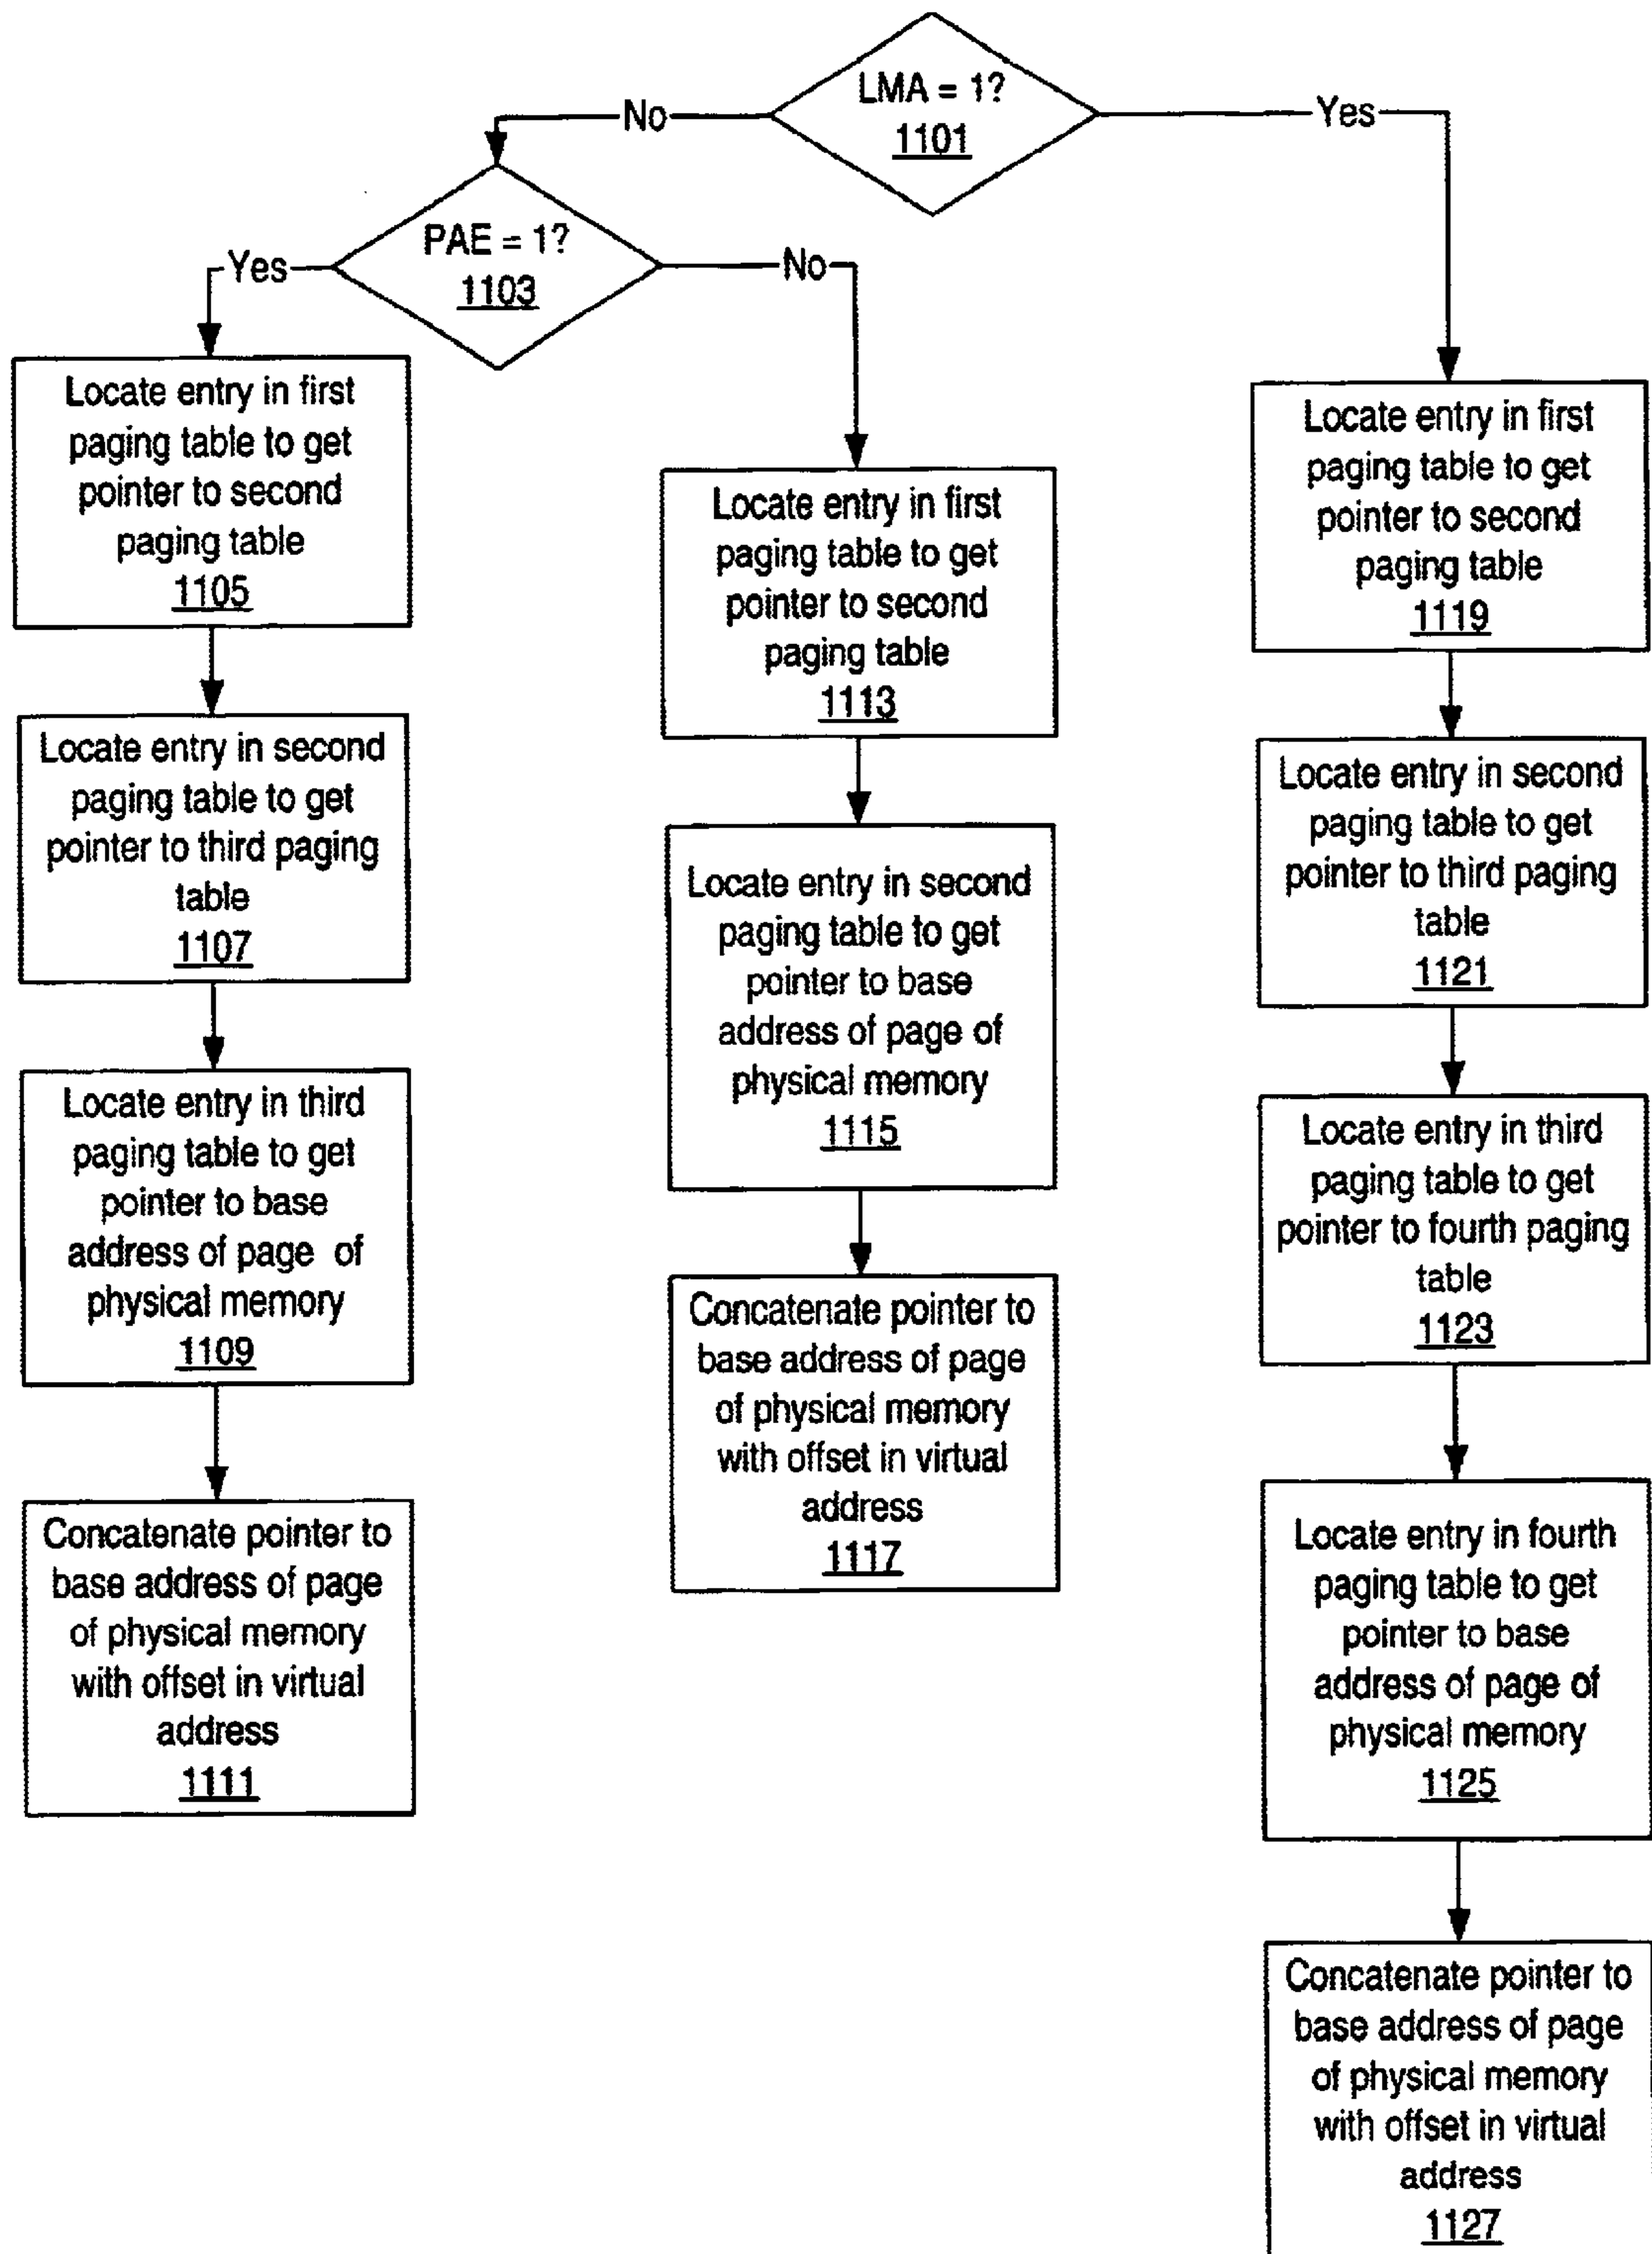 LMA = 1?
1101
No
Yes
PAE = 1?
1103
Yes
No
Locate entry in first
paging table to get
pointer to second
paging table
1105
Locate entry in second
paging table to get
pointer to third paging
table
1107
Locate entry in third
paging table to get
pointer to base
address of page of
physical memory
1109
Concatenate pointer to
base address of page
of physical memory
with offset in virtual
address
1111
Locate entry in first
paging table to get
pointer to second
paging table
1113
Locate entry in second
paging table to get
pointer to base
address of page of
physical memory
1115
Concatenate pointer to
base address of page
of physical memory
with offset in virtual
address
1117
Locate entry in first
paging table to get
pointer to second
paging table
1119
Locate entry in second
paging table to get
pointer to third paging
table
1121
Locate entry in third
paging table to get
pointer to fourth paging
table
1123
Locate entry in fourth
paging table to get
pointer to base
address of page of
physical memory
1125
Concatenate pointer to
base address of page
of physical memory
with offset in virtual
address
1127